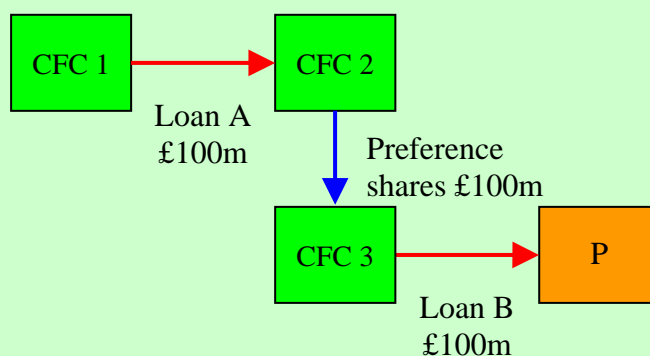 CFC 1
CFC 2
Loan A
£100m
Preference
shares £100m
CFC 3
P
Loan B
£100m